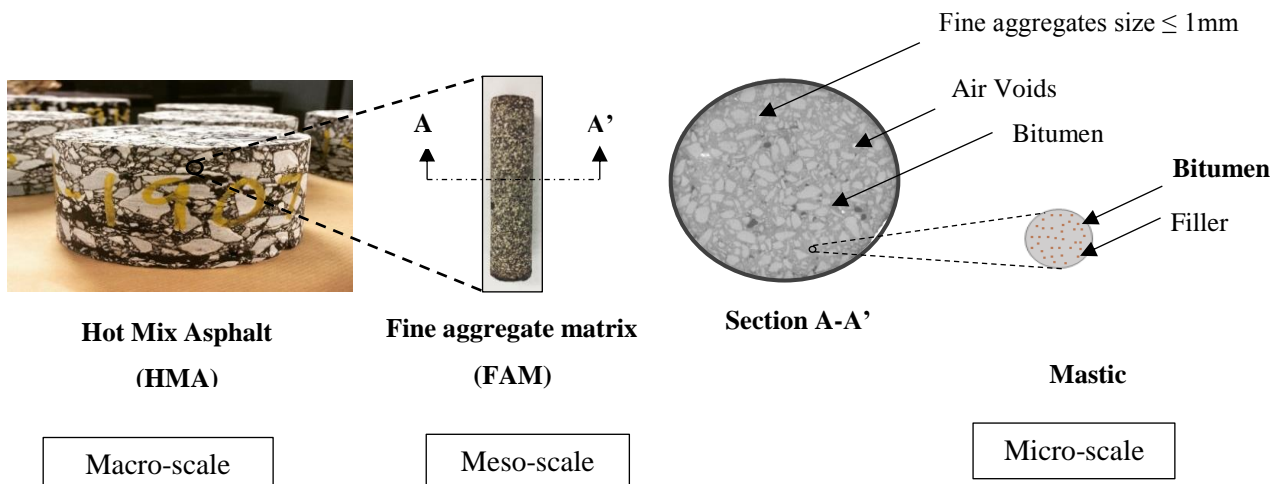 Fine aggregates size ≤ 1mm
Air Voids
A
A’
Bitumen
Bitumen
Filler
-1907
Hot Mix Asphalt
(HMA)
Fine aggregate matrix
(FAM)
Section A-A’
Mastic
Macro-scale
Meso-scale
Micro-scale